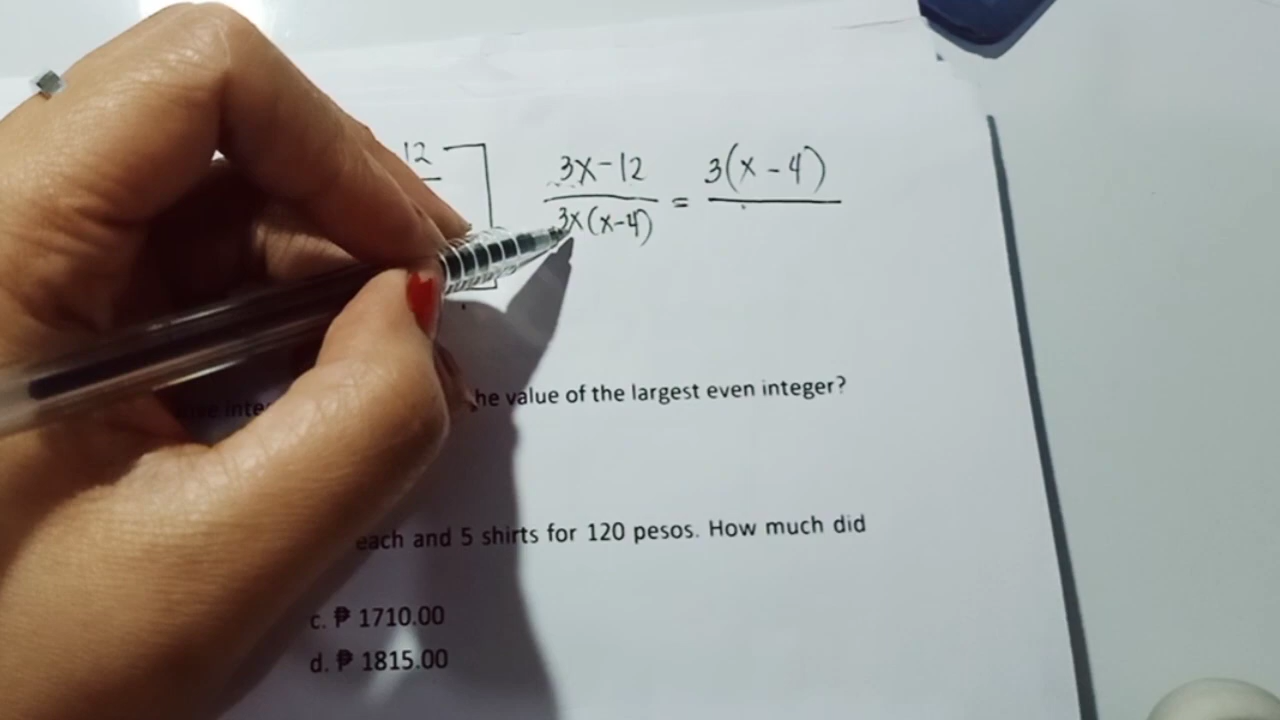 12
3x-12 = 3(x-4)
3x(x-4)
he value of the largest even integer?
each and 5 shirts for 120 pesos. How much did
c. ₱ 1710.00
d. ₱ 1815.00